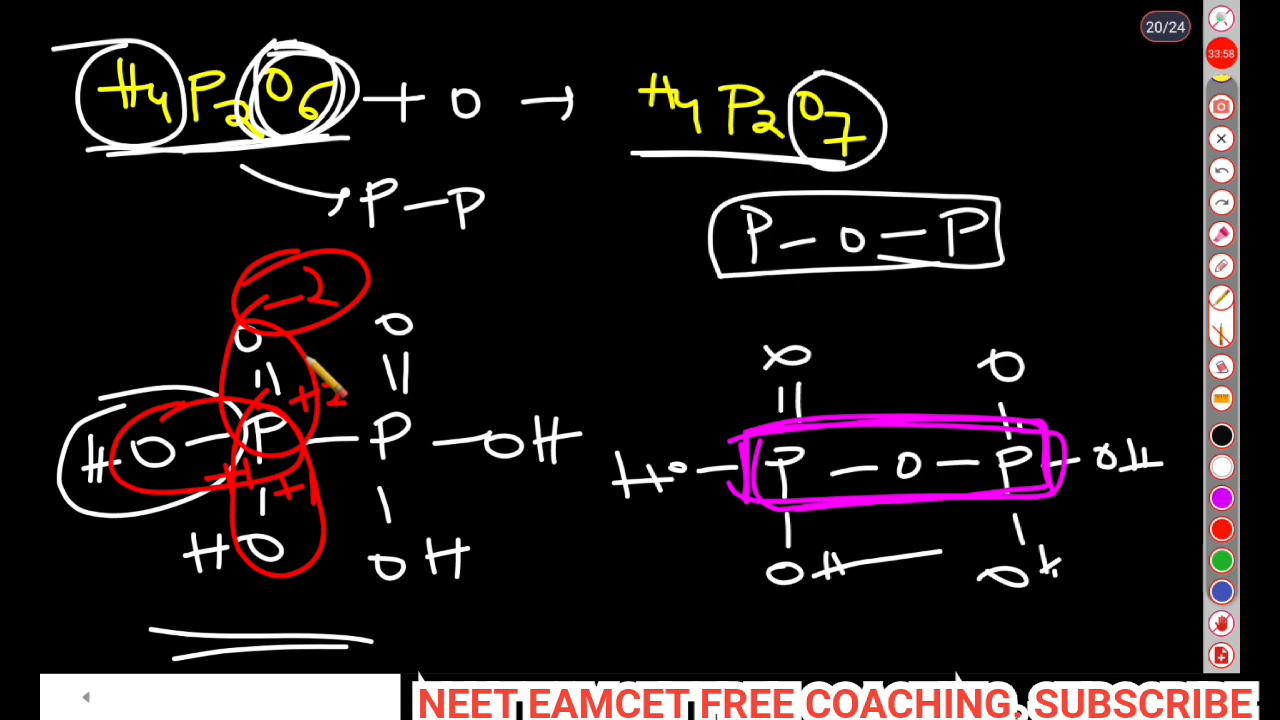 20/24
33:58
H4P2O6 + O → H4P2O7
P-P
P-O-P
-2
O O O O
|| || || ||
+2
HO-P-P-OH HO-P-O-P-OH
+1 +1
| | | |
HO OH OH OH
NEET EAMCET FREE COACHING, SUBSCRIBE